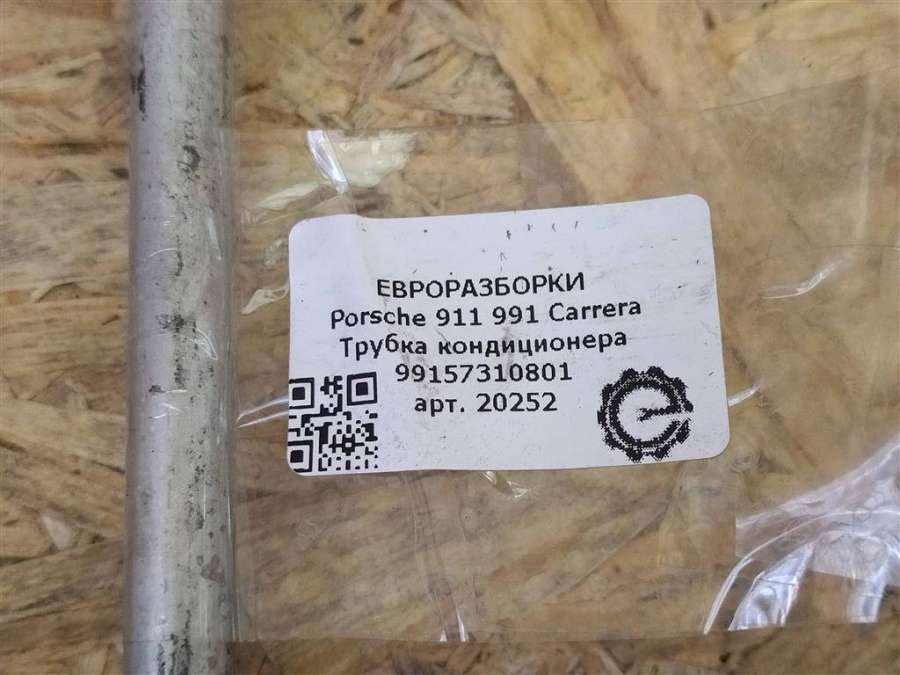 ЕВРОРАЗБОРКИ
Porsche 911 991 Carrera
Трубка кондиционера
99157310801
арт. 20252